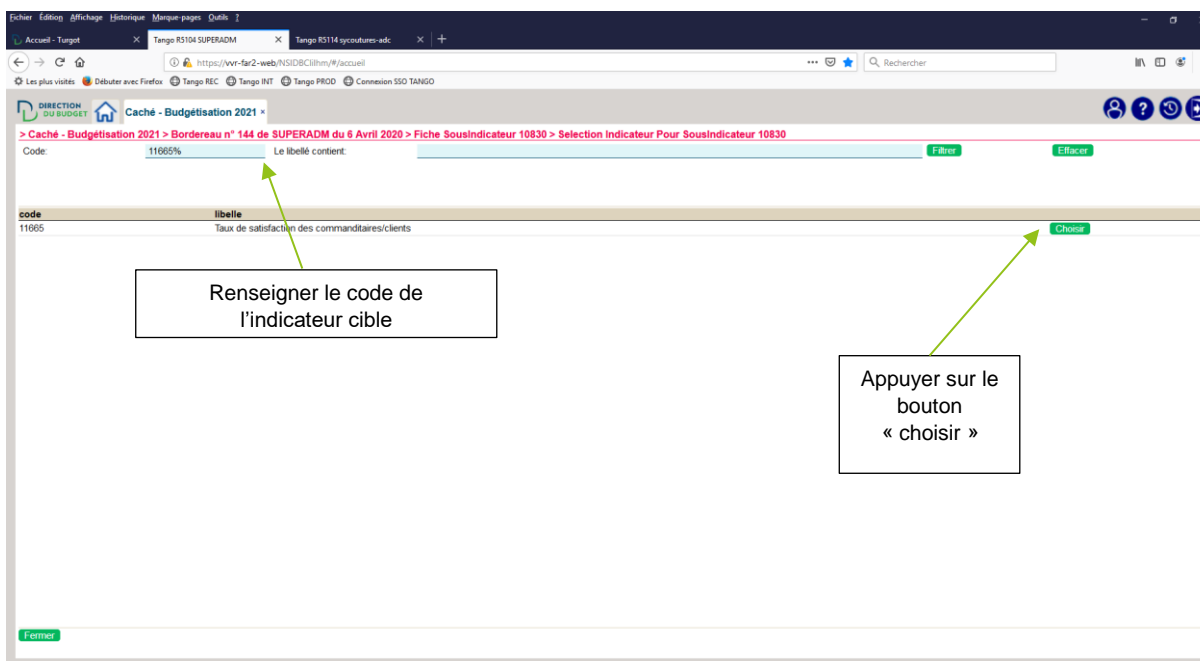 Fichier Édition Affichage Historique Marque-pages Outils ?
Accueil - Turgot × Tango R5104 SUPERADM × Tango R5114 sycoutures-adc × +
https://vvr-far2-web/NSIDBClilhm/#/accueil Rechercher
Les plus visités Débuter avec Firefox Tango REC Tango INT Tango PROD Connexion SSO TANGO
DIRECTION
DU BUDGET
Caché - Budgétisation 2021 ×
> Caché - Budgétisation 2021 > Bordereau n° 144 de SUPERADM du 6 Avril 2020 > Fiche SousIndicateur 10830 > Selection Indicateur Pour SousIndicateur 10830
Code: 11665% Le libellé contient: Filtrer Effacer
code libelle
11665 Taux de satisfaction des commanditaires/clients Choisir
Renseigner le code de
l'indicateur cible
Appuyer sur le
bouton
« choisir »
Fermer